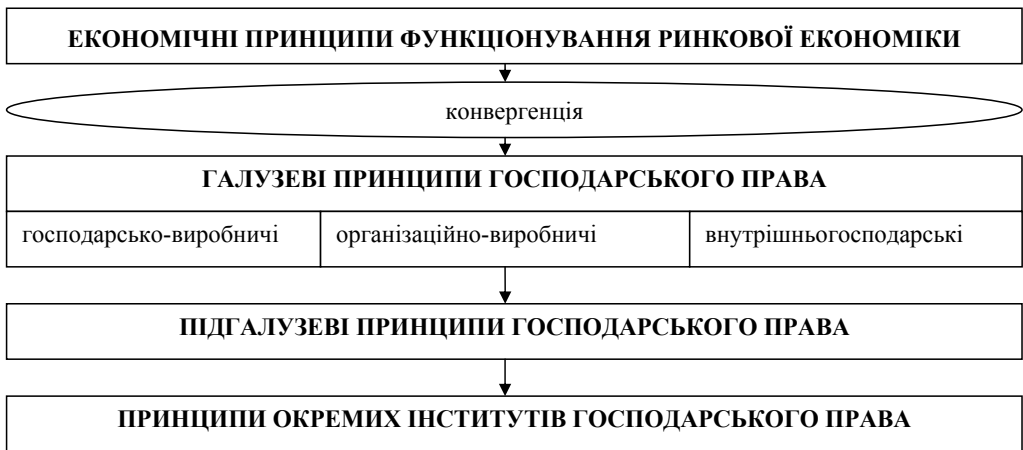 ЕКОНОМІЧНІ ПРИНЦИПИ ФУНКЦІОНУВАННЯ РИНКОВОЇ ЕКОНОМІКИ
конвергенція
ГАЛУЗЕВІ ПРИНЦИПИ ГОСПОДАРСЬКОГО ПРАВА
господарсько-виробничі організаційно-виробничі внутрішньогосподарські
ПІДГАЛУЗЕВІ ПРИНЦИПИ ГОСПОДАРСЬКОГО ПРАВА
ПРИНЦИПИ ОКРЕМИХ ІНСТИТУТІВ ГОСПОДАРСЬКОГО ПРАВА